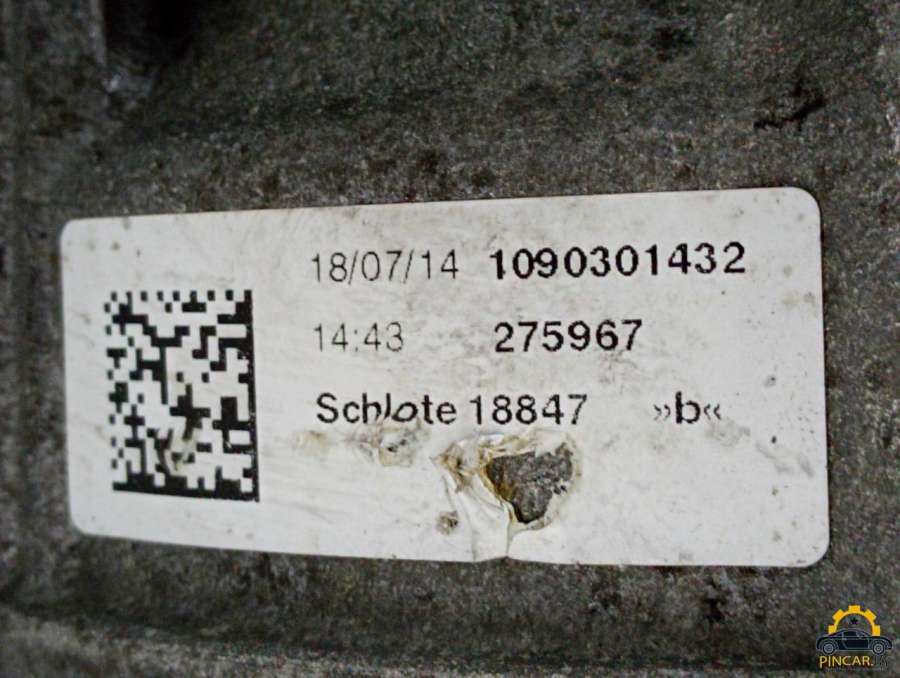 18/07/14 1090301432
14:43 275967
Schlote 18847 »b«
PINCAR.